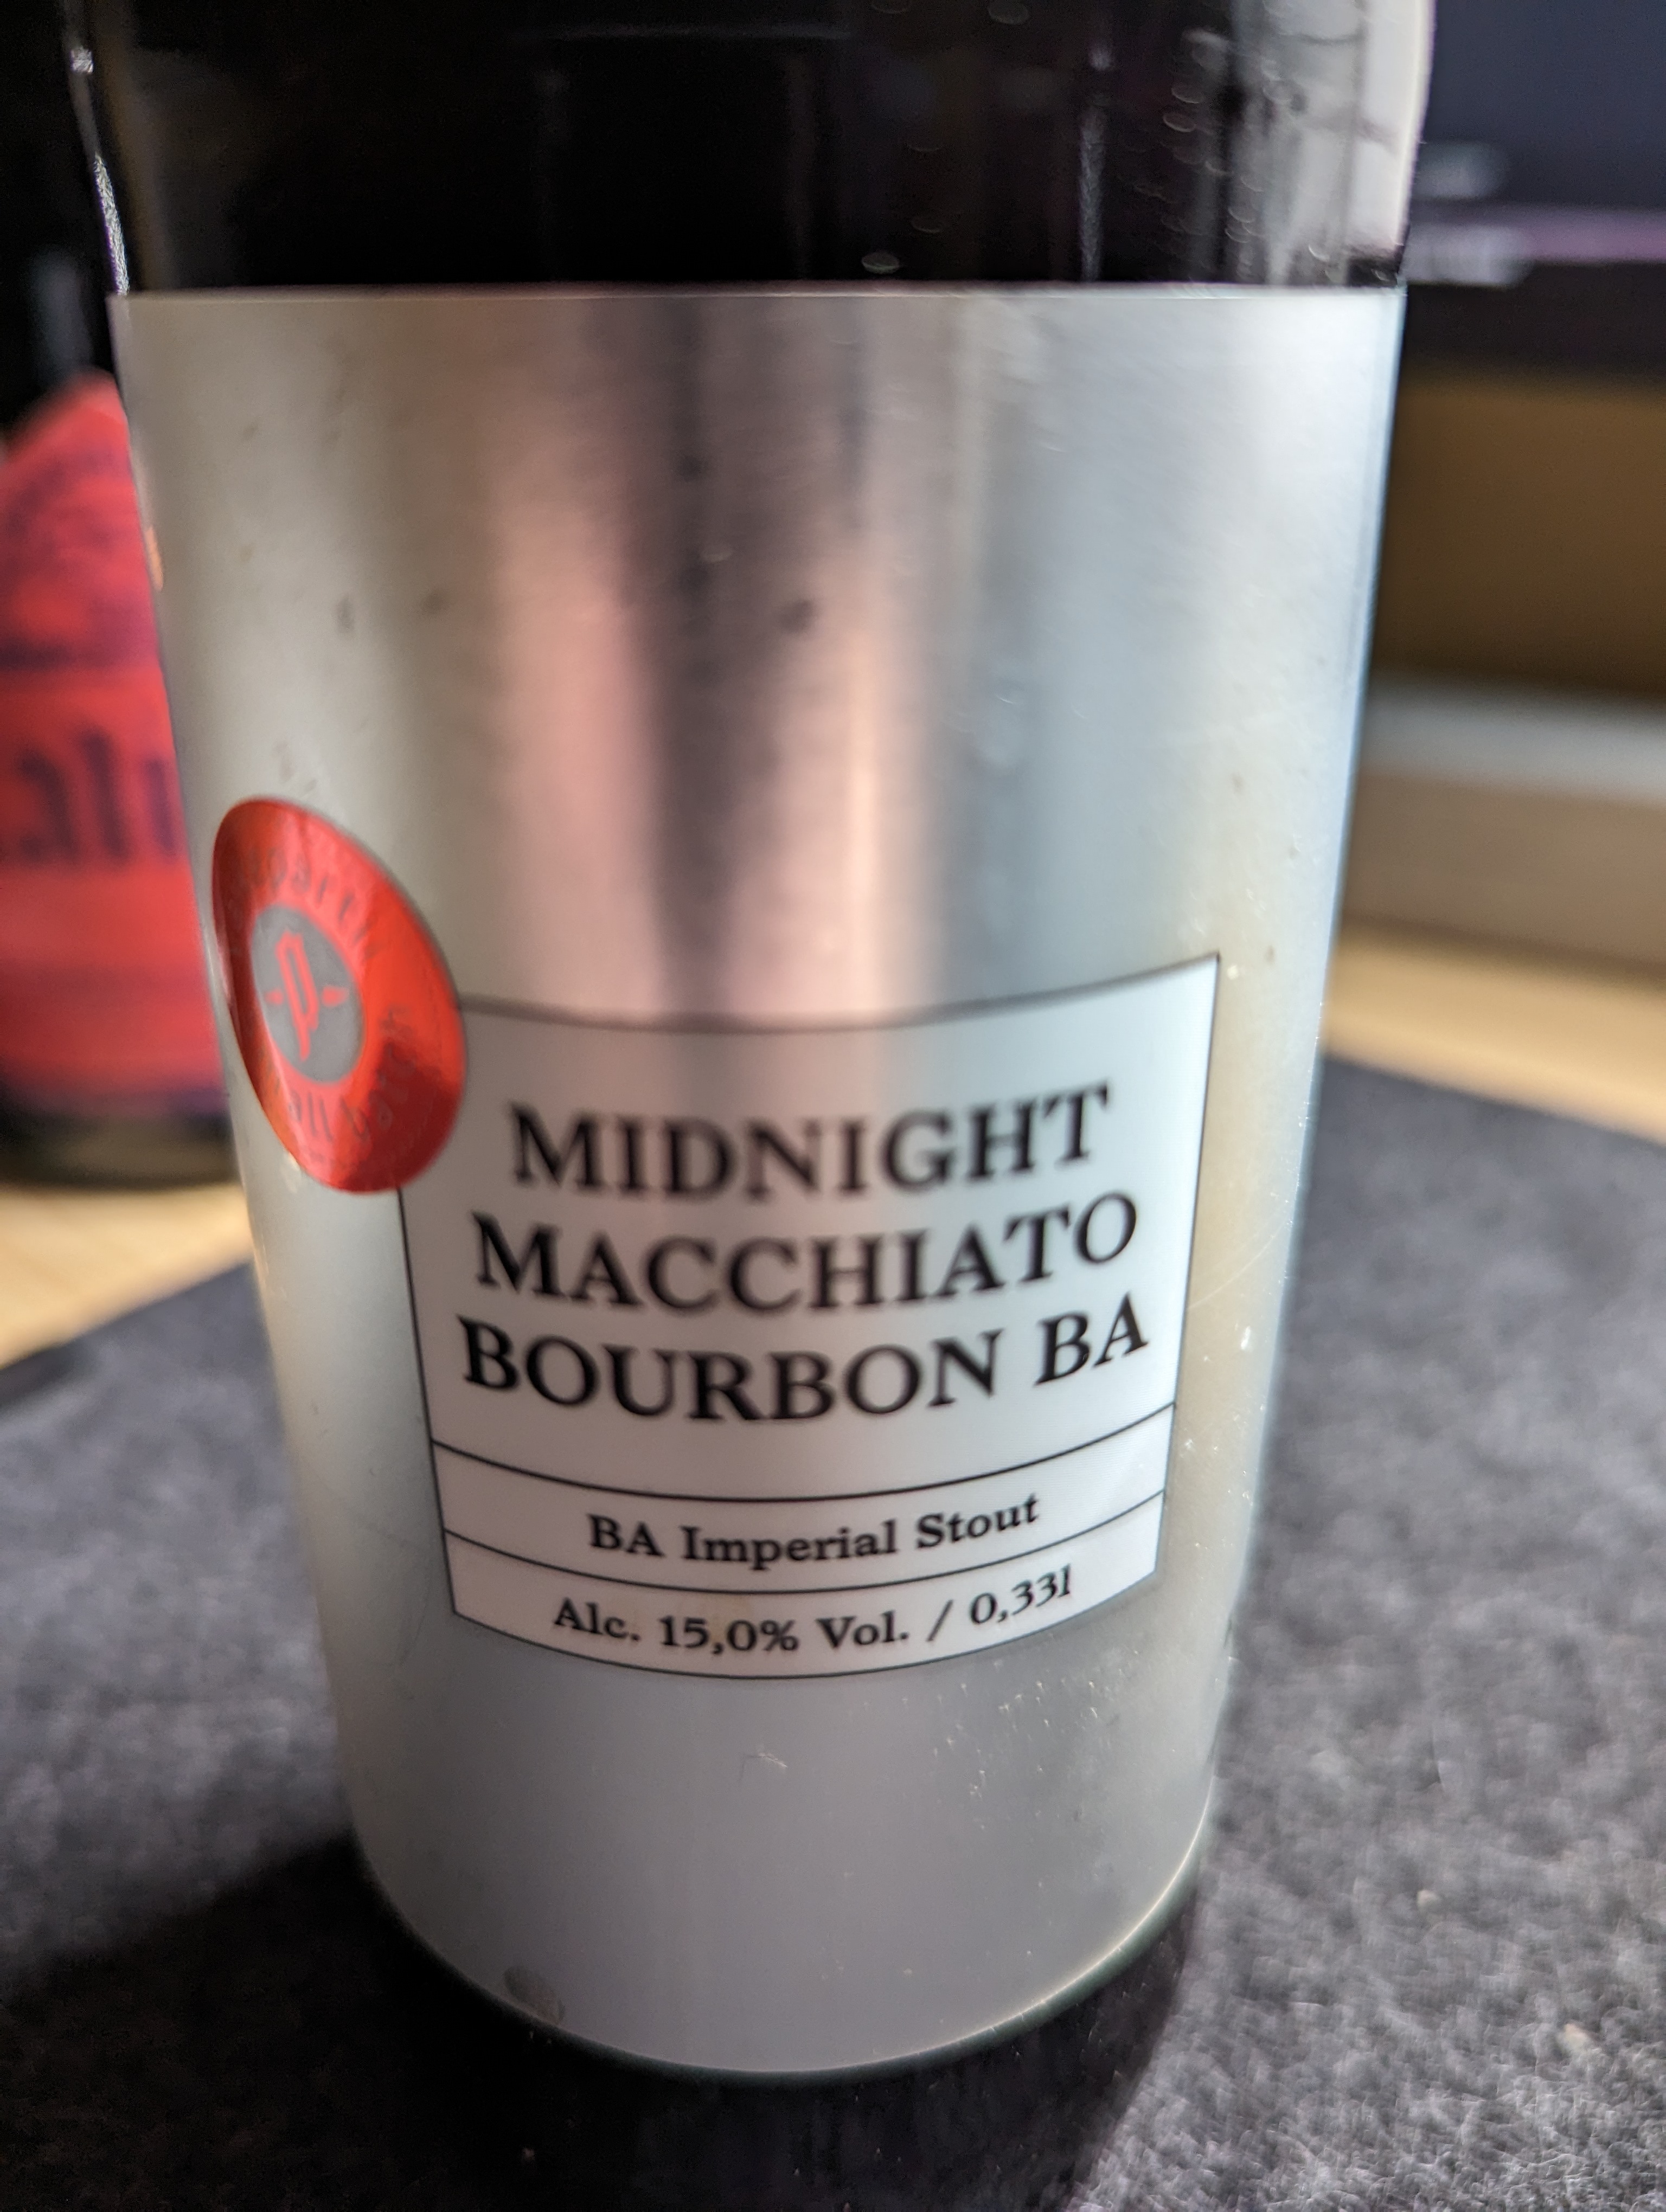 MIDNIGHT
MACCHIATO
BOURBON BA
BA Imperial Stout
Alc. 15,0% Vol. / 0,33l